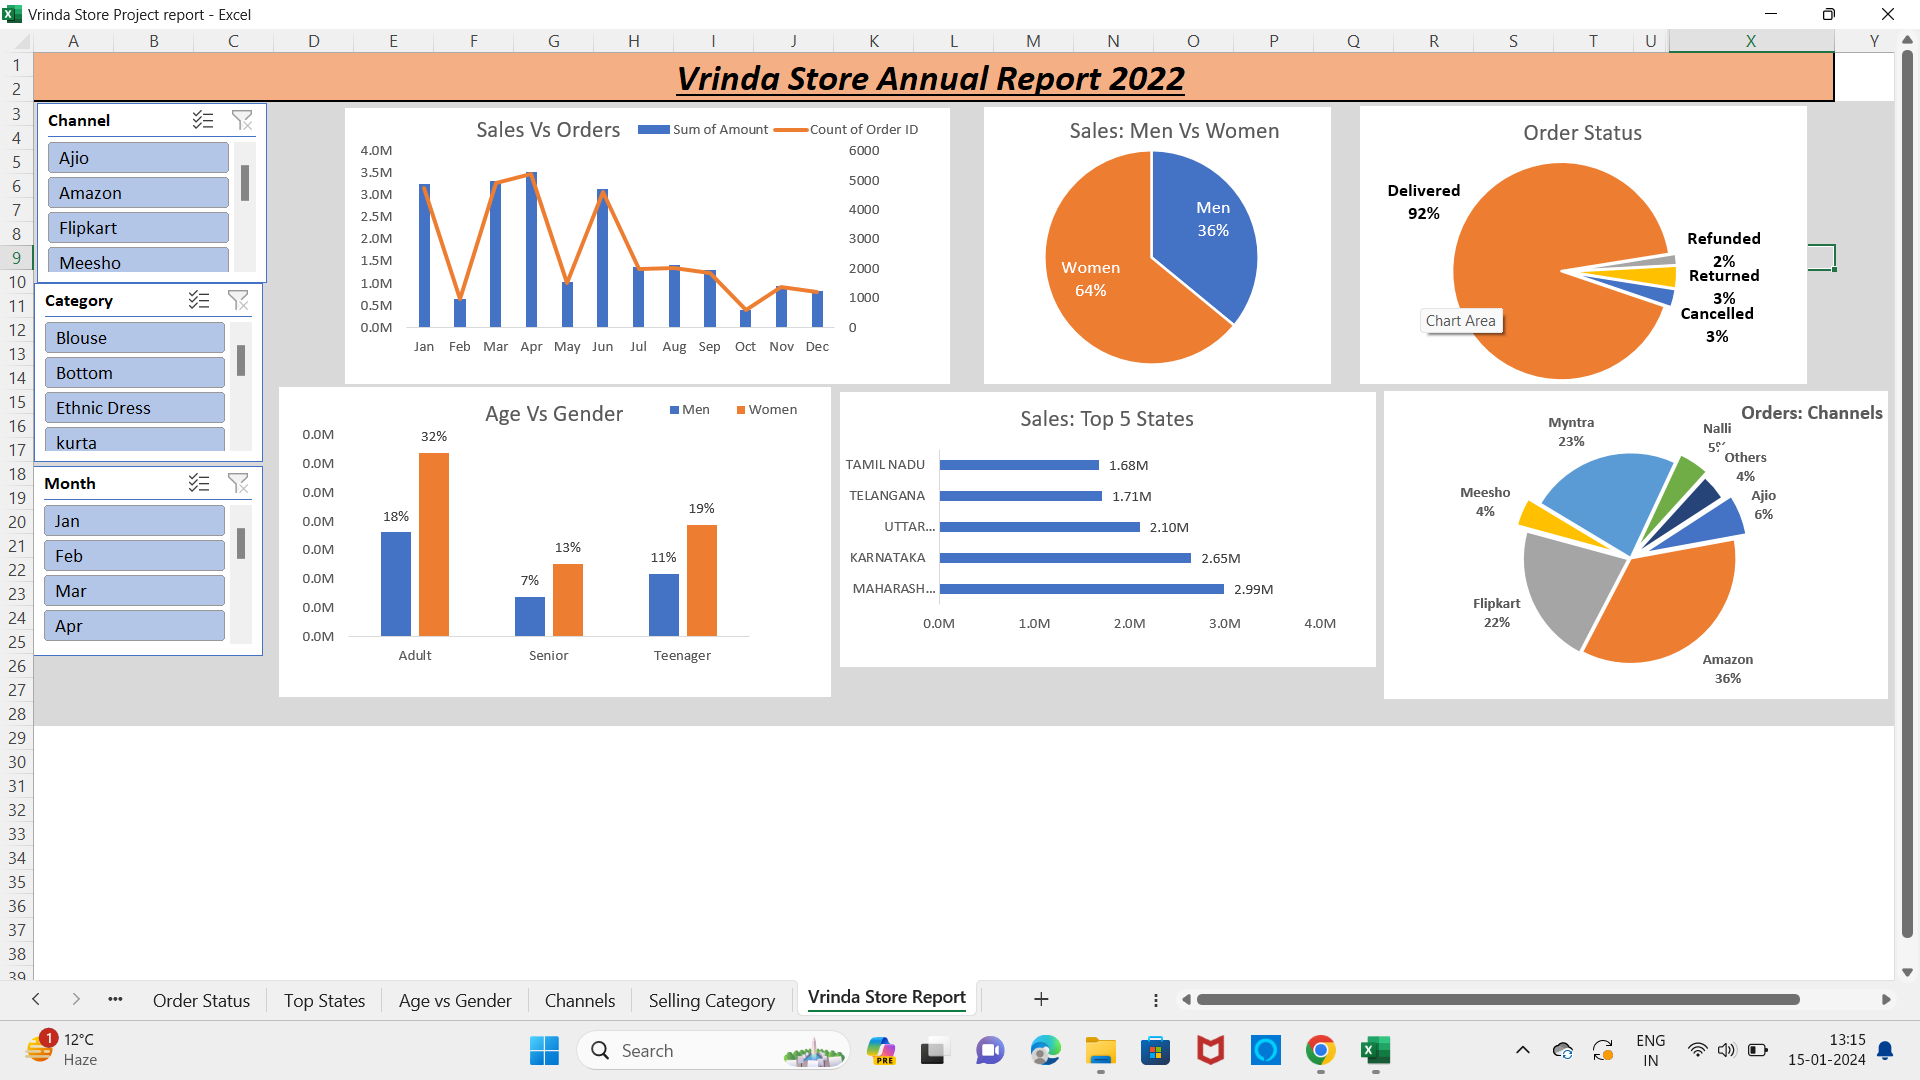 Vrinda Store Project report - Excel
A B C D E F G H I J K L M N O P Q R S T U X Y
1
2
3
4
5
6
7
8
9
10
11
12
13
14
15
16
17
18
19
20
21
22
23
24
25
26
27
28
29
30
31
32
33
34
35
36
37
38
39
Vrinda Store Annual Report 2022
Channel
Ajio
Amazon
Flipkart
Meesho
Category
Blouse
Bottom
Ethnic Dress
kurta
Month
Jan
Feb
Mar
Apr
Sales Vs Orders Sum of Amount Count of Order ID
4.0M
3.5M
3.0M
2.5M
2.0M
1.5M
1.0M
0.5M
0.0M
6000
5000
4000
3000
2000
1000
0
Jan Feb Mar Apr May Jun Jul Aug Sep Oct Nov Dec
Sales: Men Vs Women
Men
36%
Women
64%
Order Status
Delivered
92%
Refunded
2%
Returned
3%
Cancelled
3%
Chart Area
Age Vs Gender Men Women
0.0M
0.0M
0.0M
0.0M
0.0M
0.0M
0.0M
0.0M
18%
32%
7%
13%
11%
19%
Adult Senior Teenager
Sales: Top 5 States
TAMIL NADU 1.68M
TELANGANA 1.71M
UTTAR... 2.10M
KARNATAKA 2.65M
MAHARASH... 2.99M
0.0M 1.0M 2.0M 3.0M 4.0M
Orders: Channels
Myntra
23%
Nalli
5%
Others
4%
Ajio
6%
Meesho
4%
Flipkart
22%
Amazon
36%
Order Status Top States Age vs Gender Channels Selling Category Vrinda Store Report
1
12°C
Haze
Search
PRE
ENG
IN
13:15
15-01-2024